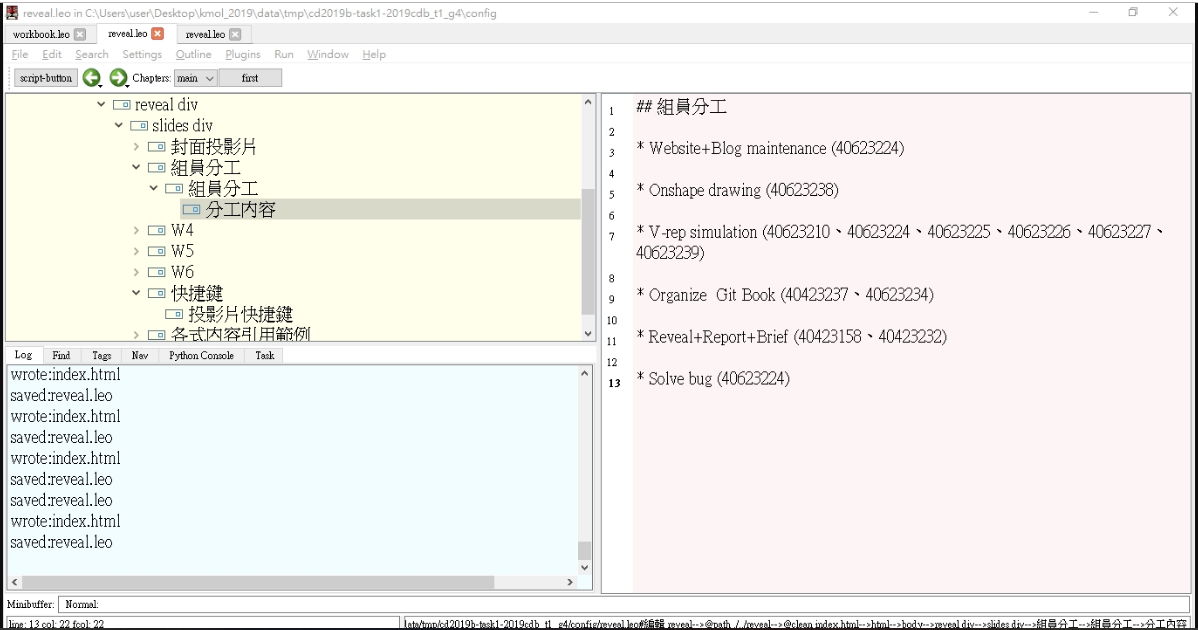 reveal.leo in C:\Users\user\Desktop\kmol_2019\data\tmp\cd2019b-task1-2019cdb_t1_g4\config
workbook.leo reveal.leo reveal.leo
File Edit Search Settings Outline Plugins Run Window Help
script-button Chapters: main first
reveal div
slides div
封面投影片
組員分工
組員分工
分工內容
W4
W5
W6
快捷鍵
投影片快捷鍵
各式內容引用範例
Log Find Tags Nav Python Console Task
wrote:index.html
saved:reveal.leo
wrote:index.html
saved:reveal.leo
wrote:index.html
saved:reveal.leo
saved:reveal.leo
wrote:index.html
saved:reveal.leo
1 ## 組員分工
2
3 * Website+Blog maintenance (40623224)
4
5 * Onshape drawing (40623238)
6
7 * V-rep simulation (40623210、40623224、40623225、40623226、40623227、
40623239)
8
9 * Organize  Git Book (40423237、40623234)
10
11 * Reveal+Report+Brief (40423158、40423232)
12
13 * Solve bug (40623224)
Minibuffer: Normal:
line: 13 col: 22 fcol: 22
data/tmp/cd2019b-task1-2019cdb_t1_g4/config/reveal.leo#編輯 reveal-->@path ./../reveal-->@clean index.html-->html-->body-->reveal div-->slides div-->組員分工-->組員分工-->分工內容